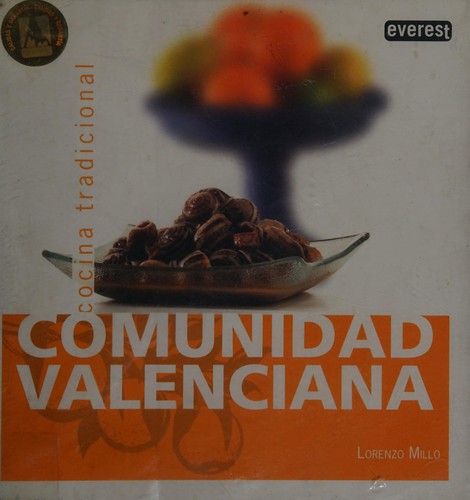 everest
cocina tradicional
COMUNIDAD
VALENCIANA
LORENZO MILLO